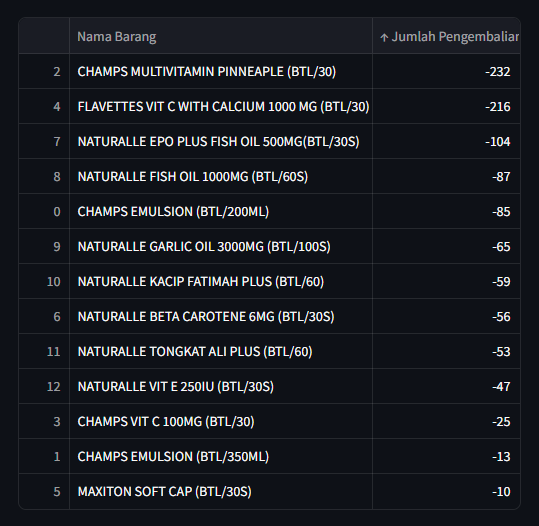 Nama Barang ↑ Jumlah Pengembalian
2 CHAMPS MULTIVITAMIN PINNEAPLE (BTL/30) -232
4 FLAVETTES VIT C WITH CALCIUM 1000 MG (BTL/30) -216
7 NATURALLE EPO PLUS FISH OIL 500MG(BTL/30S) -104
8 NATURALLE FISH OIL 1000MG (BTL/60S) -87
0 CHAMPS EMULSION (BTL/200ML) -85
9 NATURALLE GARLIC OIL 3000MG (BTL/100S) -65
10 NATURALLE KACIP FATIMAH PLUS (BTL/60) -59
6 NATURALLE BETA CAROTENE 6MG (BTL/30S) -56
11 NATURALLE TONGKAT ALI PLUS (BTL/60) -53
12 NATURALLE VIT E 250IU (BTL/30S) -47
3 CHAMPS VIT C 100MG (BTL/30) -25
1 CHAMPS EMULSION (BTL/350ML) -13
5 MAXITON SOFT CAP (BTL/30S) -10